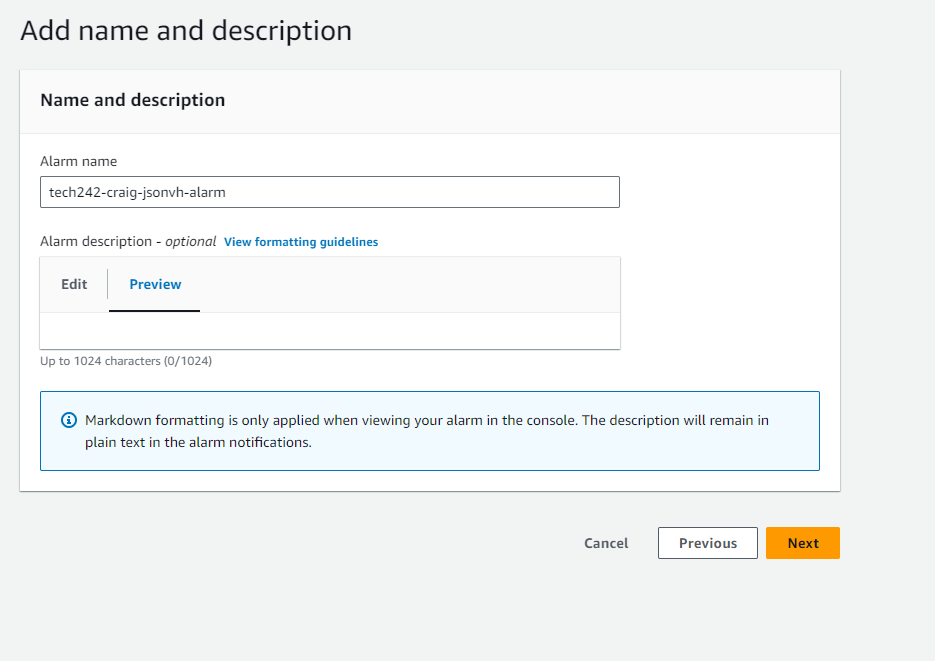 Add name and description
Name and description
Alarm name
tech242-craig-jsonvh-alarm
Alarm description - optional View formatting guidelines
Edit Preview
Up to 1024 characters (0/1024)
Markdown formatting is only applied when viewing your alarm in the console. The description will remain in
plain text in the alarm notifications.
Cancel Previous Next